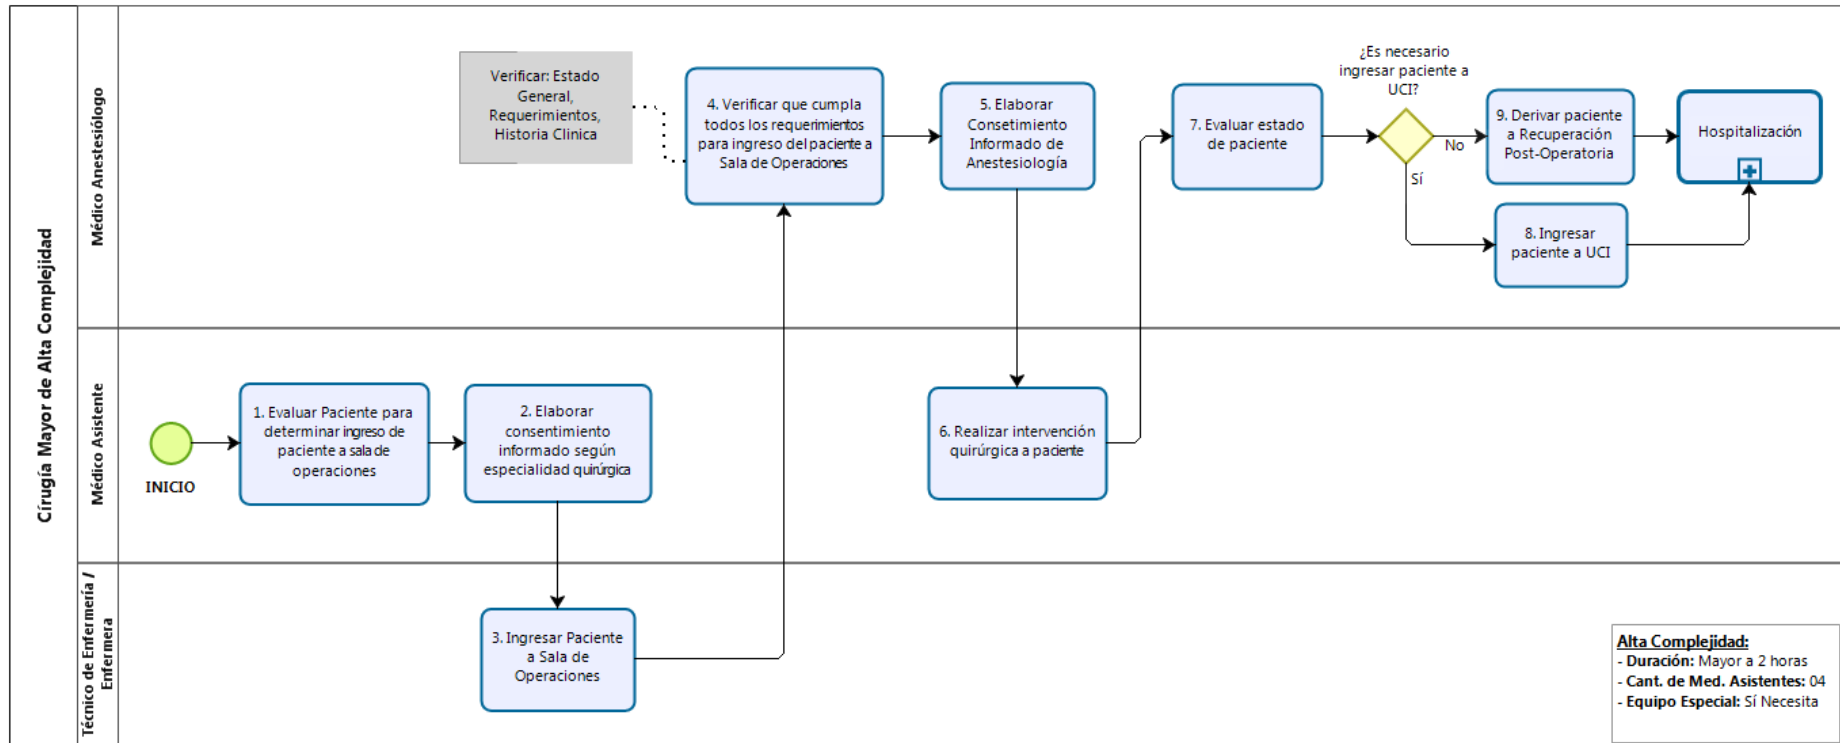 Círugía Mayor de Alta Complejidad
Médico Anestesiólogo
Verificar: Estado
General,
Requerimientos,
Historia Clinica
4. Verificar que cumpla
todos los requerimientos
para ingreso del paciente a
Sala de Operaciones
5. Elaborar
Consetimiento
Informado de
Anestesiología
7. Evaluar estado
de paciente
¿Es necesario
ingresar paciente a
UCI?
No
Sí
9. Derivar paciente
a Recuperación
Post-Operatoria
Hospitalización
8. Ingresar
paciente a UCI
Médico Asistente
INICIO
1. Evaluar Paciente para
determinar ingreso de
paciente a sala de
operaciones
2. Elaborar
consentimiento
informado según
especialidad quirúrgica
6. Realizar intervención
quirúrgica a paciente
Técnico de Enfermería /
Enfermera
3. Ingresar Paciente
a Sala de
Operaciones
Alta Complejidad:
- Duración: Mayor a 2 horas
- Cant. de Med. Asistentes: 04
- Equipo Especial: Sí Necesita